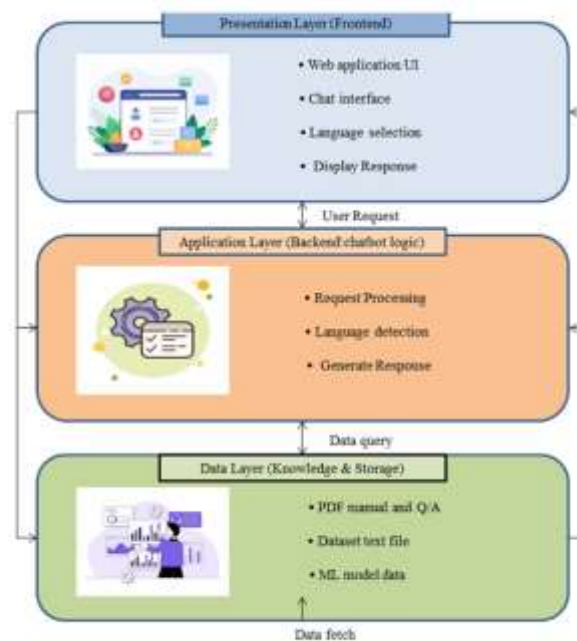 Presentation Layer (Frontend)
• Web application UI
• Chat interface
• Language selection
• Display Response
User Request
Application Layer (Backend chatbot logic)
• Request Processing
• Language detection
• Generate Response
Data query
Data Layer (Knowledge & Storage)
• PDF manual and Q/A
• Dataset text file
• ML model data
Data fetch